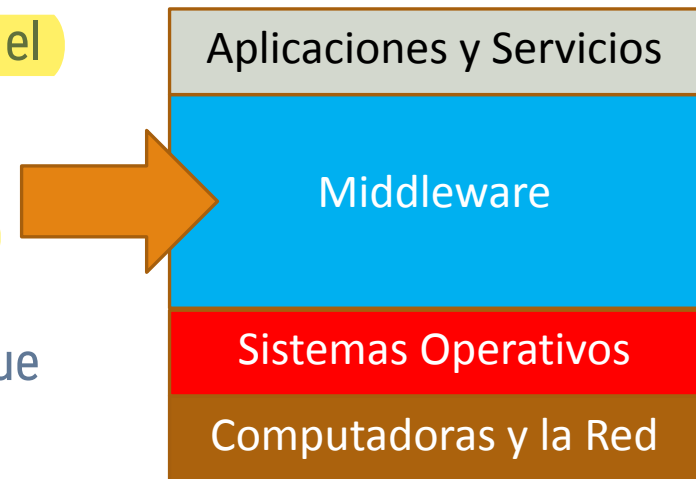 el
ue
Aplicaciones y Servicios
Middleware
Sistemas Operativos
Computadoras y la Red